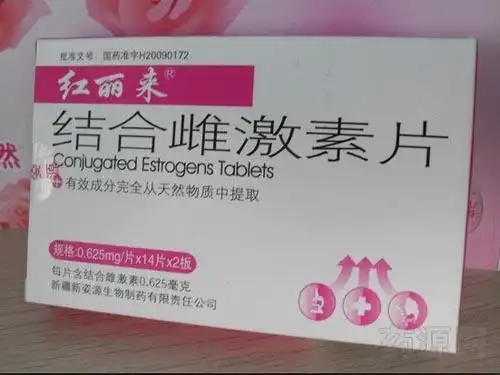 批准文号：国药准字H20090172
红丽来®
结合雌激素片
Conjugated Estrogens Tablets
有效成分完全从天然物质中提取
规格:0.625mg/片x14片x2板
每片含结合雌激素0.625毫克
新疆新姿源生物制药有限责任公司
然
药源网